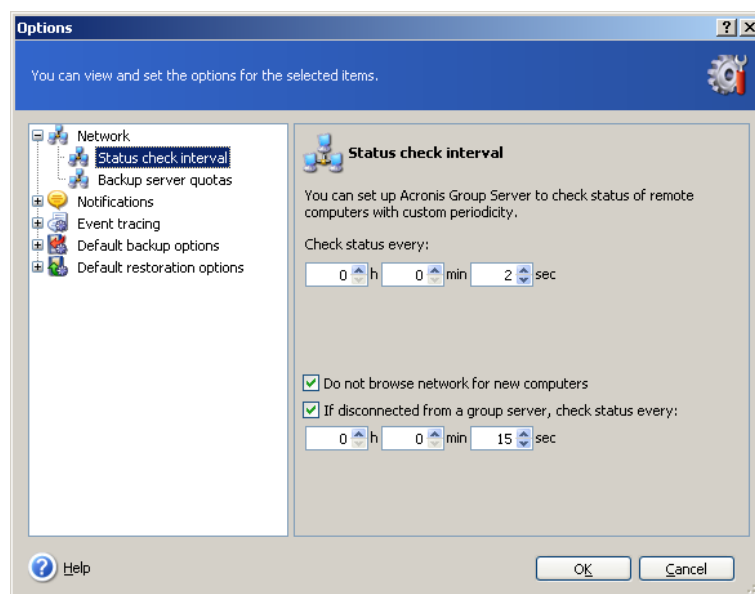 Options
You can view and set the options for the selected items.
Network
Status check interval
Backup server quotas
Notifications
Event tracing
Default backup options
Default restoration options
Status check interval
You can set up Acronis Group Server to check status of remote
computers with custom periodicity.
Check status every:
0 h 0 min 2 sec
Do not browse network for new computers
If disconnected from a group server, check status every:
0 h 0 min 15 sec
Help
OK
Cancel